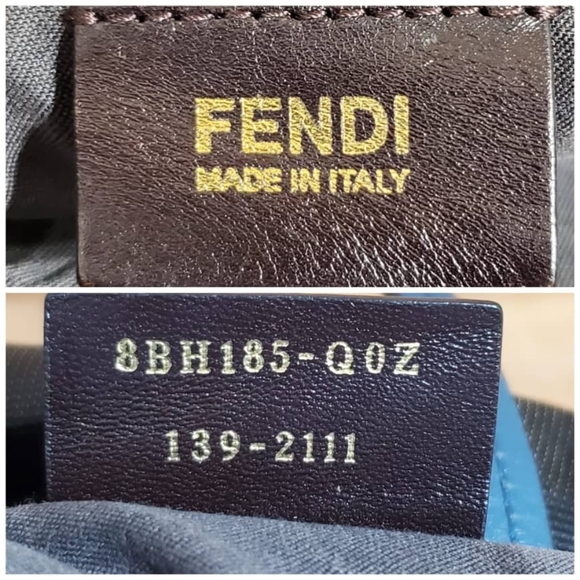 FENDI
MADE IN ITALY
8BH185-Q0Z
139-2111